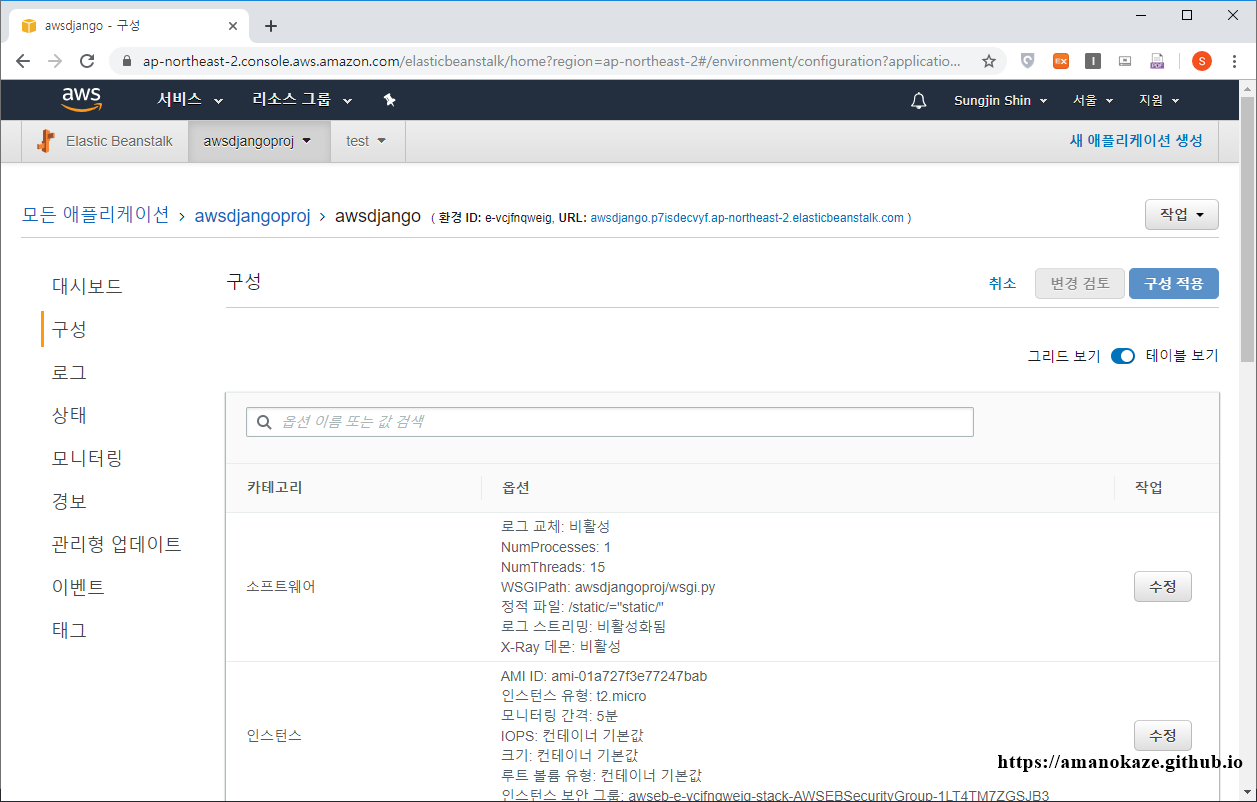 awsdjango - 구성
ap-northeast-2.console.aws.amazon.com/elasticbeanstalk/home?region=ap-northeast-2#/environment/configuration?applicatio...
aws 서비스 리소스 그룹 Sungjin Shin 서울 지원
Elastic Beanstalk awsdjangoproj test 새 애플리케이션 생성
모든 애플리케이션 > awsdjangoproj > awsdjango ( 환경 ID: e-vcjfnqweig, URL: awsdjango.p7isdecvyf.ap-northeast-2.elasticbeanstalk.com ) 작업
대시보드
구성
로그
상태
모니터링
경보
관리형 업데이트
이벤트
태그
구성 취소 변경 검토 구성 적용
그리드 보기 테이블 보기
옵션 이름 또는 값 검색
카테고리 옵션 작업
소프트웨어
로그 교체: 비활성
NumProcesses: 1
NumThreads: 15
WSGIPath: awsdjangoproj/wsgi.py
정적 파일: /static/="static/"
로그 스트리밍: 비활성화됨
X-Ray 데몬: 비활성
수정
인스턴스
AMI ID: ami-01a727f3e77247bab
인스턴스 유형: t2.micro
모니터링 간격: 5분
IOPS: 컨테이너 기본값
크기: 컨테이너 기본값
루트 볼륨 유형: 컨테이너 기본값
인스턴스 보안 그룹: awseb-e-vcjfnqweig-stack-AWSEBSecurityGroup-1LT4TM7ZGSJB3
수정
https://amanokaze.github.io